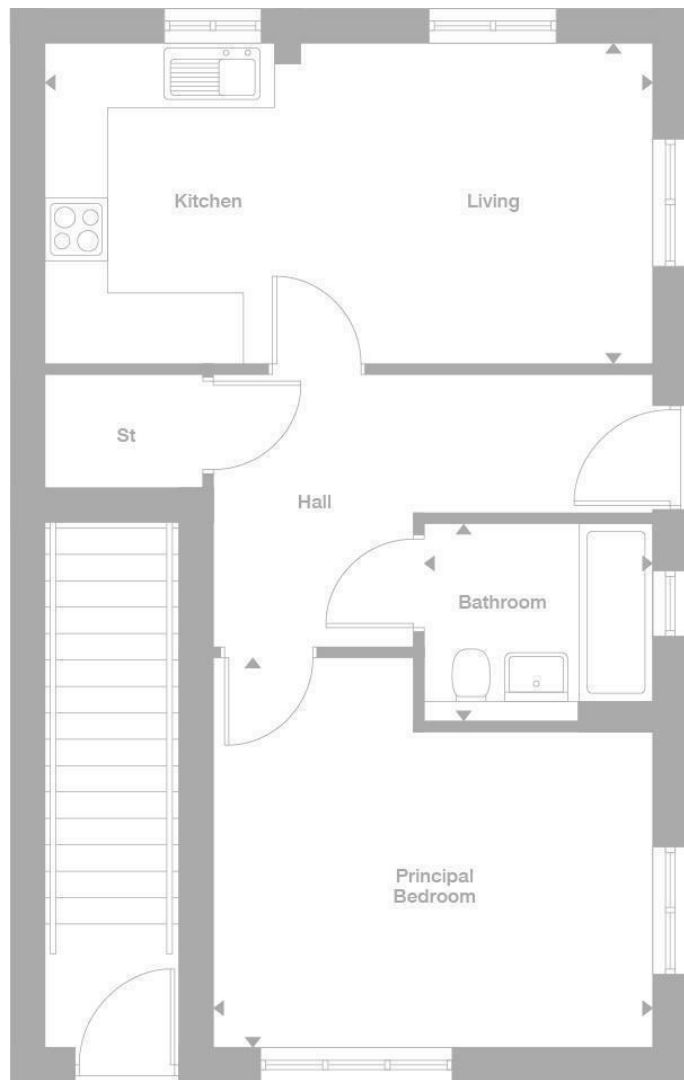 Kitchen
Living
St
Hall
Bathroom
Principal
Bedroom